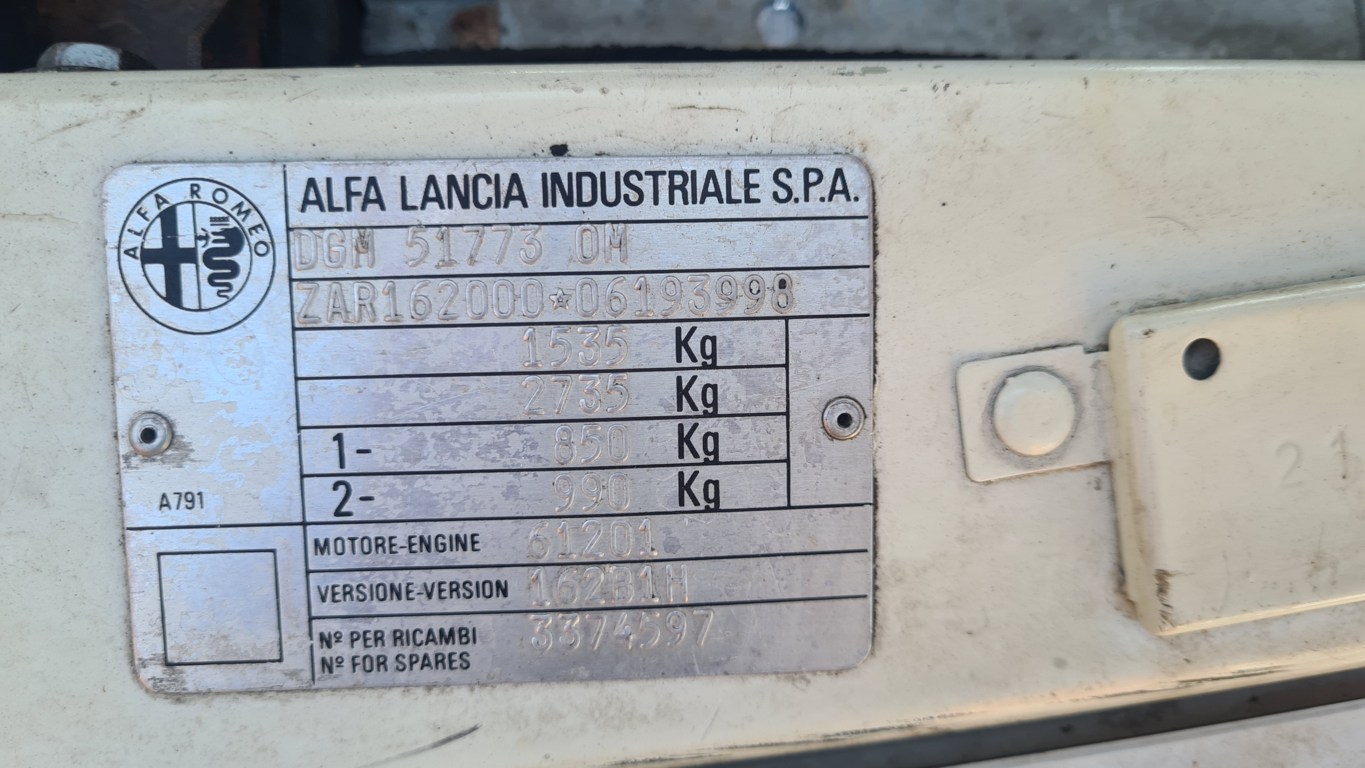 ALFA ROMEO
ALFA LANCIA INDUSTRIALE S.P.A.
DGM 51773 OM
ZAR162000*06193998
1535 Kg
2735 Kg
1- 850 Kg
2- 990 Kg
A791
MOTORE-ENGINE 61201
VERSIONE-VERSION 162B1H
Nº PER RICAMBI 3374597
Nº FOR SPARES
21